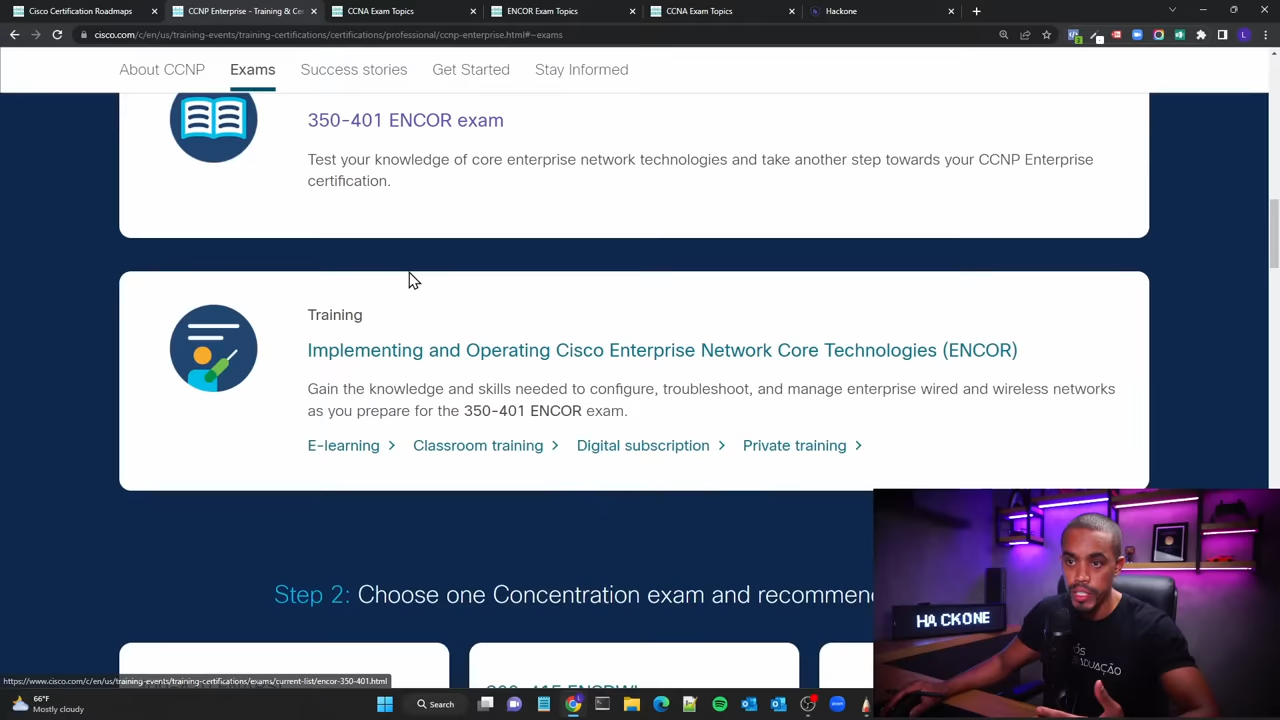 Cisco Certification Roadmaps
CCNP Enterprise - Training & Ce
CCNA Exam Topics
ENCOR Exam Topics
CCNA Exam Topics
Hackone
cisco.com/c/en/us/training-events/training-certifications/certifications/professional/ccnp-enterprise.html#~exams
About CCNP
Exams
Success stories
Get Started
Stay Informed
350-401 ENCOR exam
Test your knowledge of core enterprise network technologies and take another step towards your CCNP Enterprise
certification.
Training
Implementing and Operating Cisco Enterprise Network Core Technologies (ENCOR)
Gain the knowledge and skills needed to configure, troubleshoot, and manage enterprise wired and wireless networks
as you prepare for the 350-401 ENCOR exam.
E-learning
Classroom training
Digital subscription
Private training
Step 2: Choose one Concentration exam and recommen
HACKONE
https://www.cisco.com/c/en/us/training-events/training-certifications/exams/current-list/encor-350-401.html
66°F
Mostly cloudy
Search